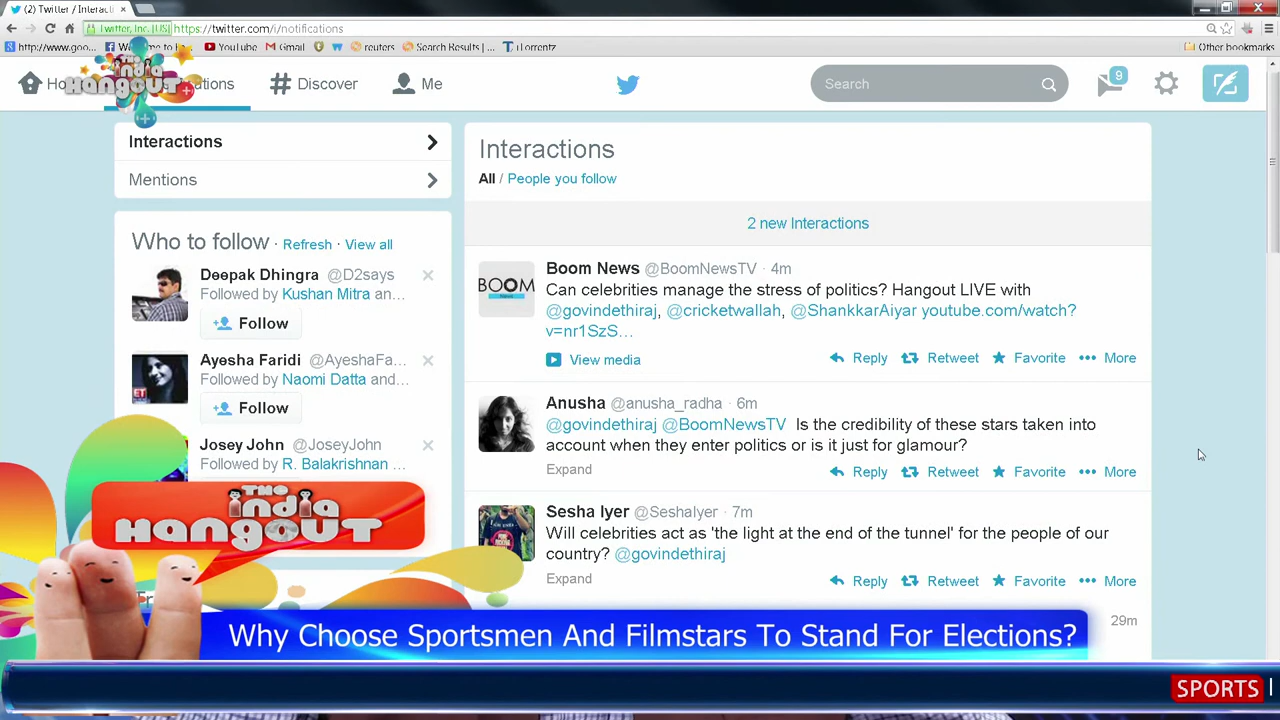 (2) Twitter / Interacti
Twitter, Inc. [US] https://twitter.com/i/notifications
http://www.goo... YouTube Gmail reuters Search Results | ... iTorrentz Other bookmarks
The India Hangout
Discover Me Search 9
Interactions
Mentions
Who to follow · Refresh · View all
Deepak Dhingra @D2says
Followed by Kushan Mitra an...
Follow
Ayesha Faridi @AyeshaFa...
Followed by Naomi Datta and...
Follow
Josey John @JoseyJohn
Followed by R. Balakrishnan ...
Interactions
All / People you follow
2 new Interactions
BOOM
News
Boom News @BoomNewsTV · 4m
Can celebrities manage the stress of politics? Hangout LIVE with
@govindethiraj, @cricketwallah, @ShankkarAiyar youtube.com/watch?
v=nr1SzS...
View media
Reply Retweet Favorite More
Anusha @anusha_radha · 6m
@govindethiraj @BoomNewsTV Is the credibility of these stars taken into
account when they enter politics or is it just for glamour?
Expand
Reply Retweet Favorite More
Sesha Iyer @SeshaIyer · 7m
Will celebrities act as 'the light at the end of the tunnel' for the people of our
country? @govindethiraj
Expand
Reply Retweet Favorite More
29m
The India Hangout
Why Choose Sportsmen And Filmstars To Stand For Elections?
SPORTS